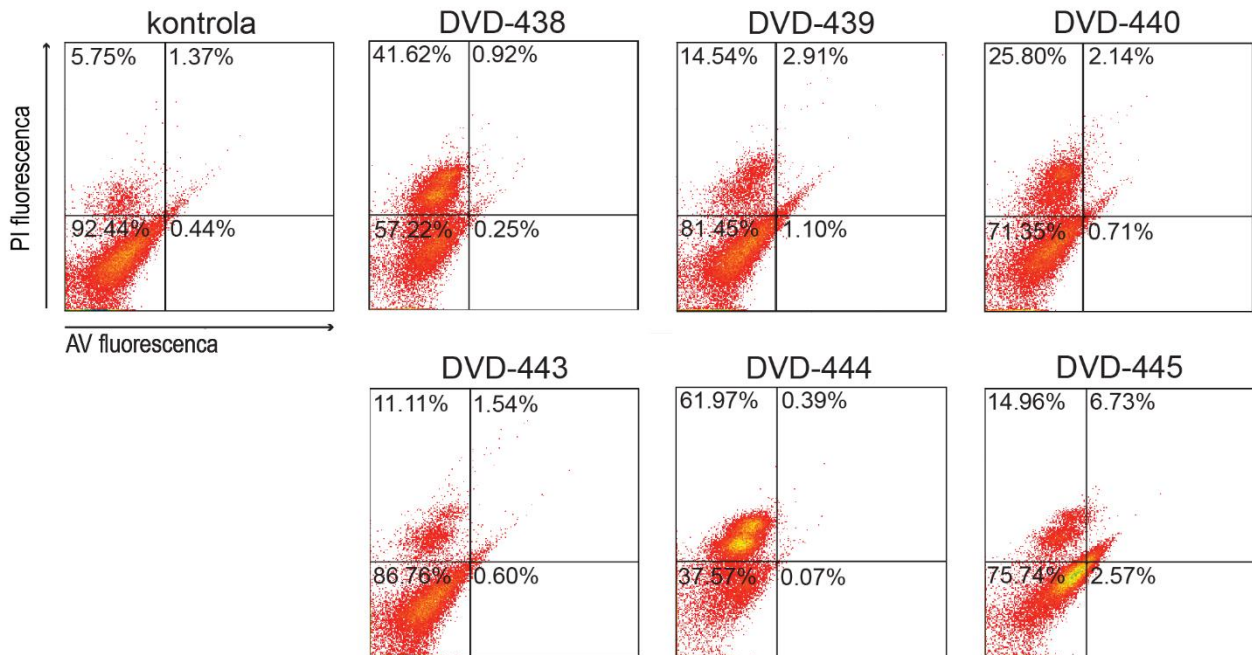 kontrola
5.75% 1.37%
92.44% 0.44%
PI fluorescenca
AV fluorescenca
DVD-438
41.62% 0.92%
57.22% 0.25%
DVD-439
14.54% 2.91%
81.45% 1.10%
DVD-440
25.80% 2.14%
71.35% 0.71%
DVD-443
11.11% 1.54%
86.76% 0.60%
DVD-444
61.97% 0.39%
37.57% 0.07%
DVD-445
14.96% 6.73%
75.74% 2.57%